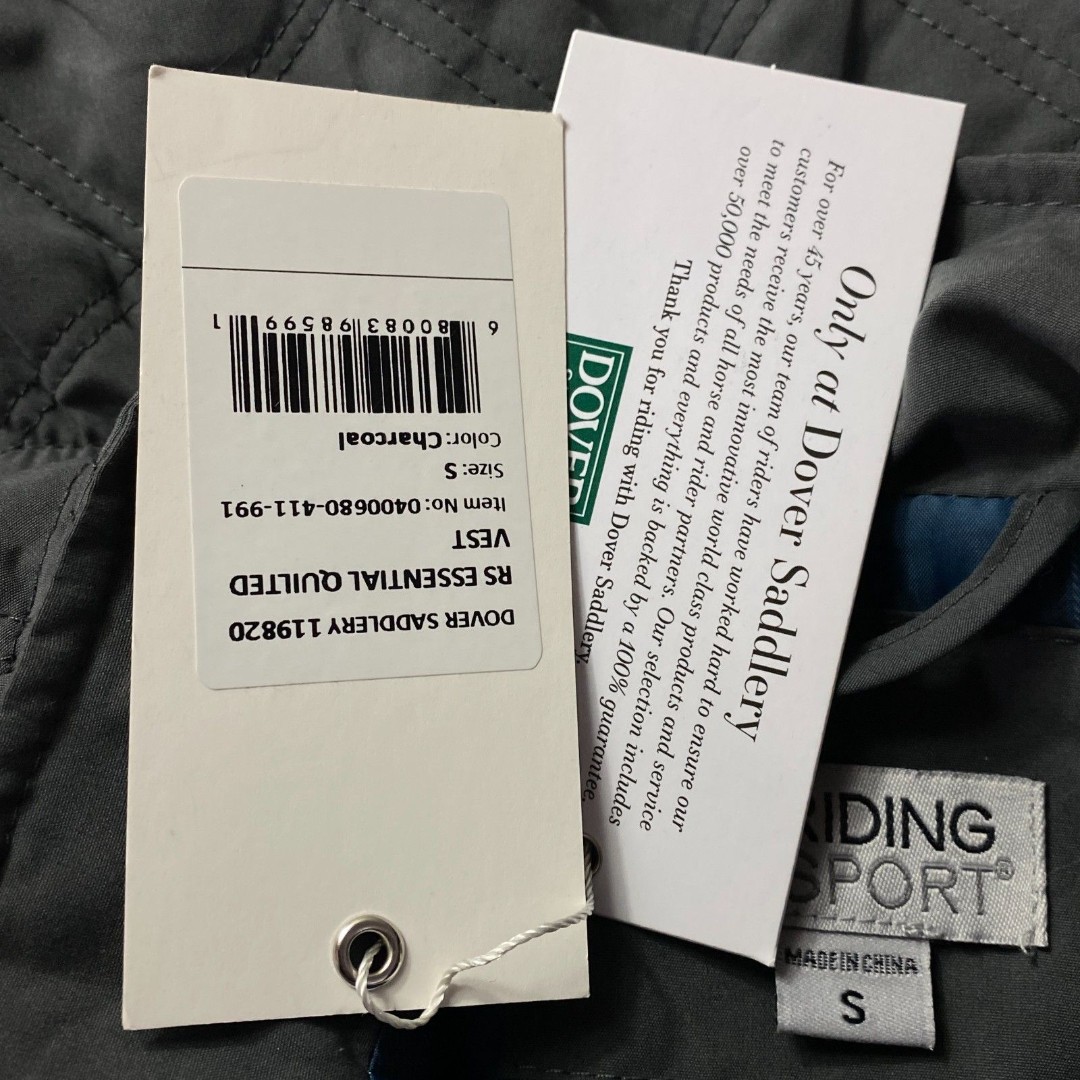 DOVER SADDLERY 119820
RS ESSENTIAL QUILTED
VEST
Item No: 0400680-411-991
Size: S
Color: Charcoal
6 80083 98599 1
Only at Dover Saddlery
For over 45 years, our team of riders have worked hard to ensure our
customers receive the most innovative world class products and service
to meet the needs of all horse and rider partners. Our selection includes
over 50,000 products and everything is backed by a 100% guarantee.
Thank you for riding with Dover Saddlery.
DOVER
RIDING
SPORT®
MADE IN CHINA
S